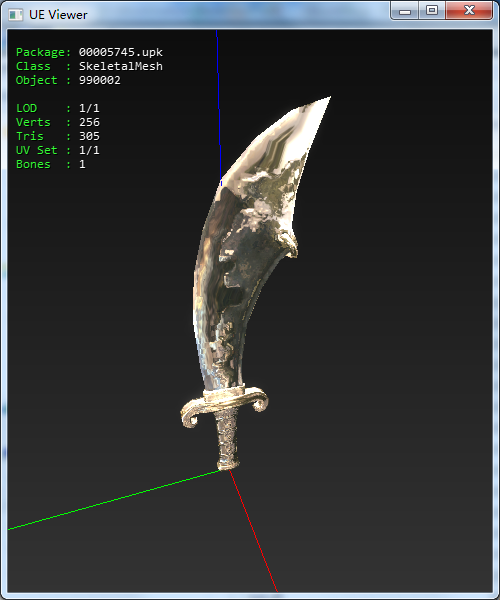 UE Viewer
Package: 00005745.upk
Class  : SkeletalMesh
Object : 990002
LOD    : 1/1
Verts  : 256
Tris   : 305
UV Set : 1/1
Bones  : 1